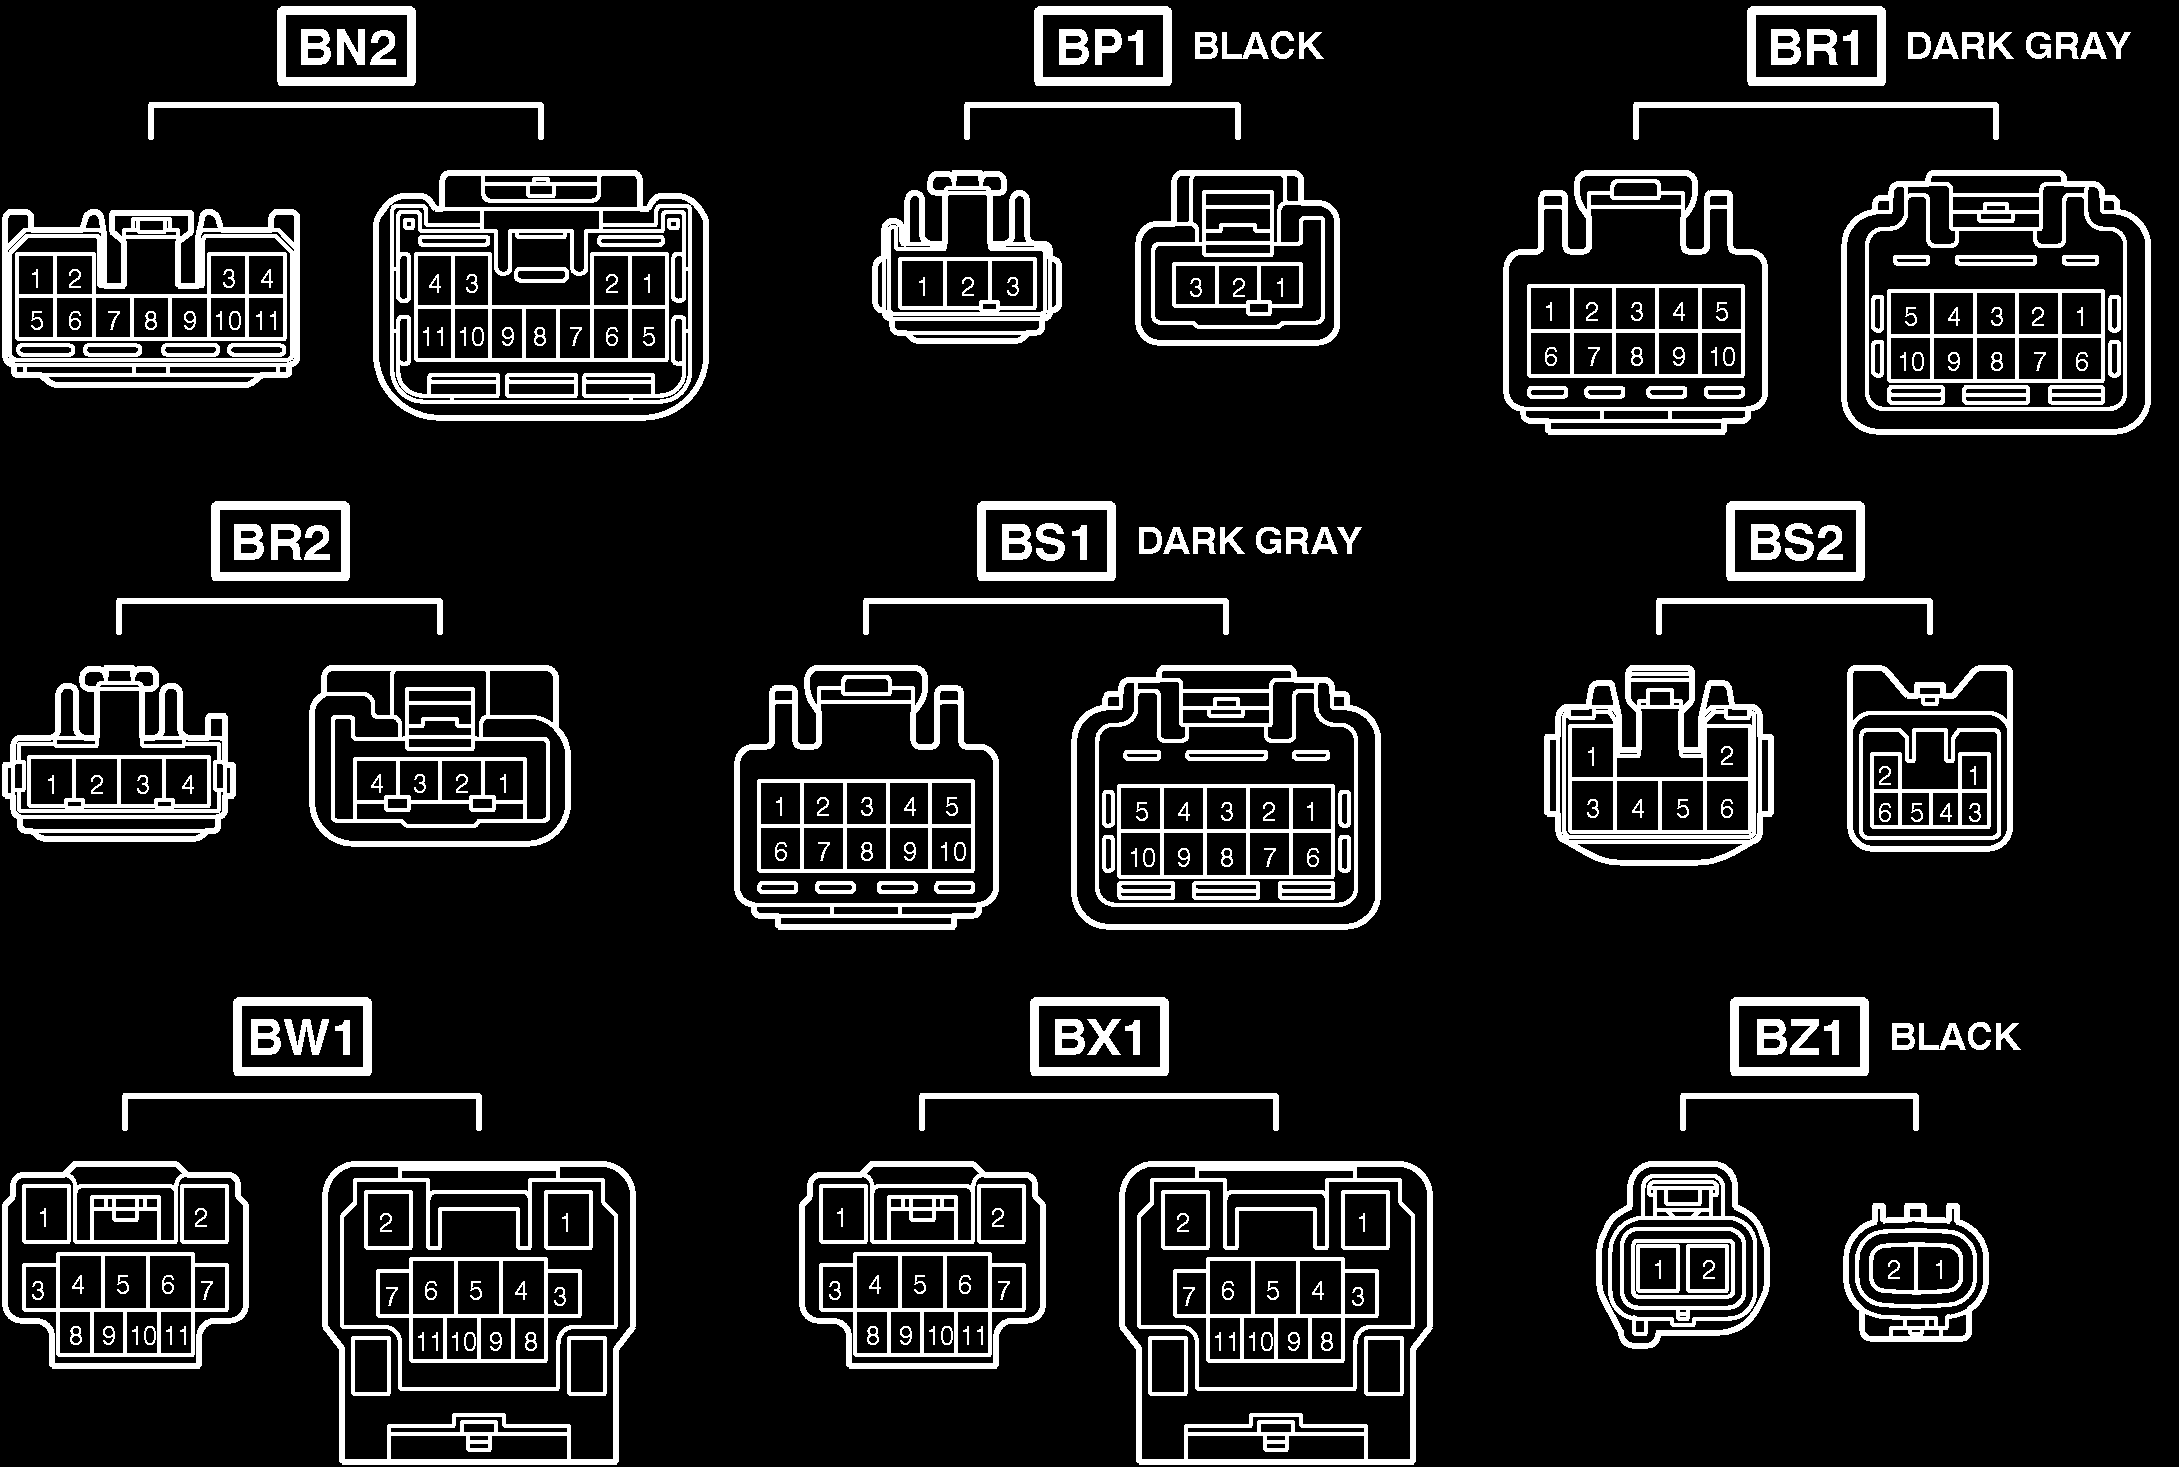 BN2
BP1 BLACK
BR1 DARK GRAY
1 2 3 4
5 6 7 8 9 10 11
4 3 2 1
11 10 9 8 7 6 5
1 2 3
3 2 1
1 2 3 4 5
6 7 8 9 10
5 4 3 2 1
10 9 8 7 6
BR2
BS1 DARK GRAY
BS2
1 2 3 4
4 3 2 1
1 2 3 4 5
6 7 8 9 10
5 4 3 2 1
10 9 8 7 6
1 2
3 4 5 6
2 1
6 5 4 3
BW1
BX1
BZ1 BLACK
1 2
3 4 5 6 7
8 9 10 11
2 1
7 6 5 4 3
11 10 9 8
1 2
3 4 5 6 7
8 9 10 11
2 1
7 6 5 4 3
11 10 9 8
1 2
2 1